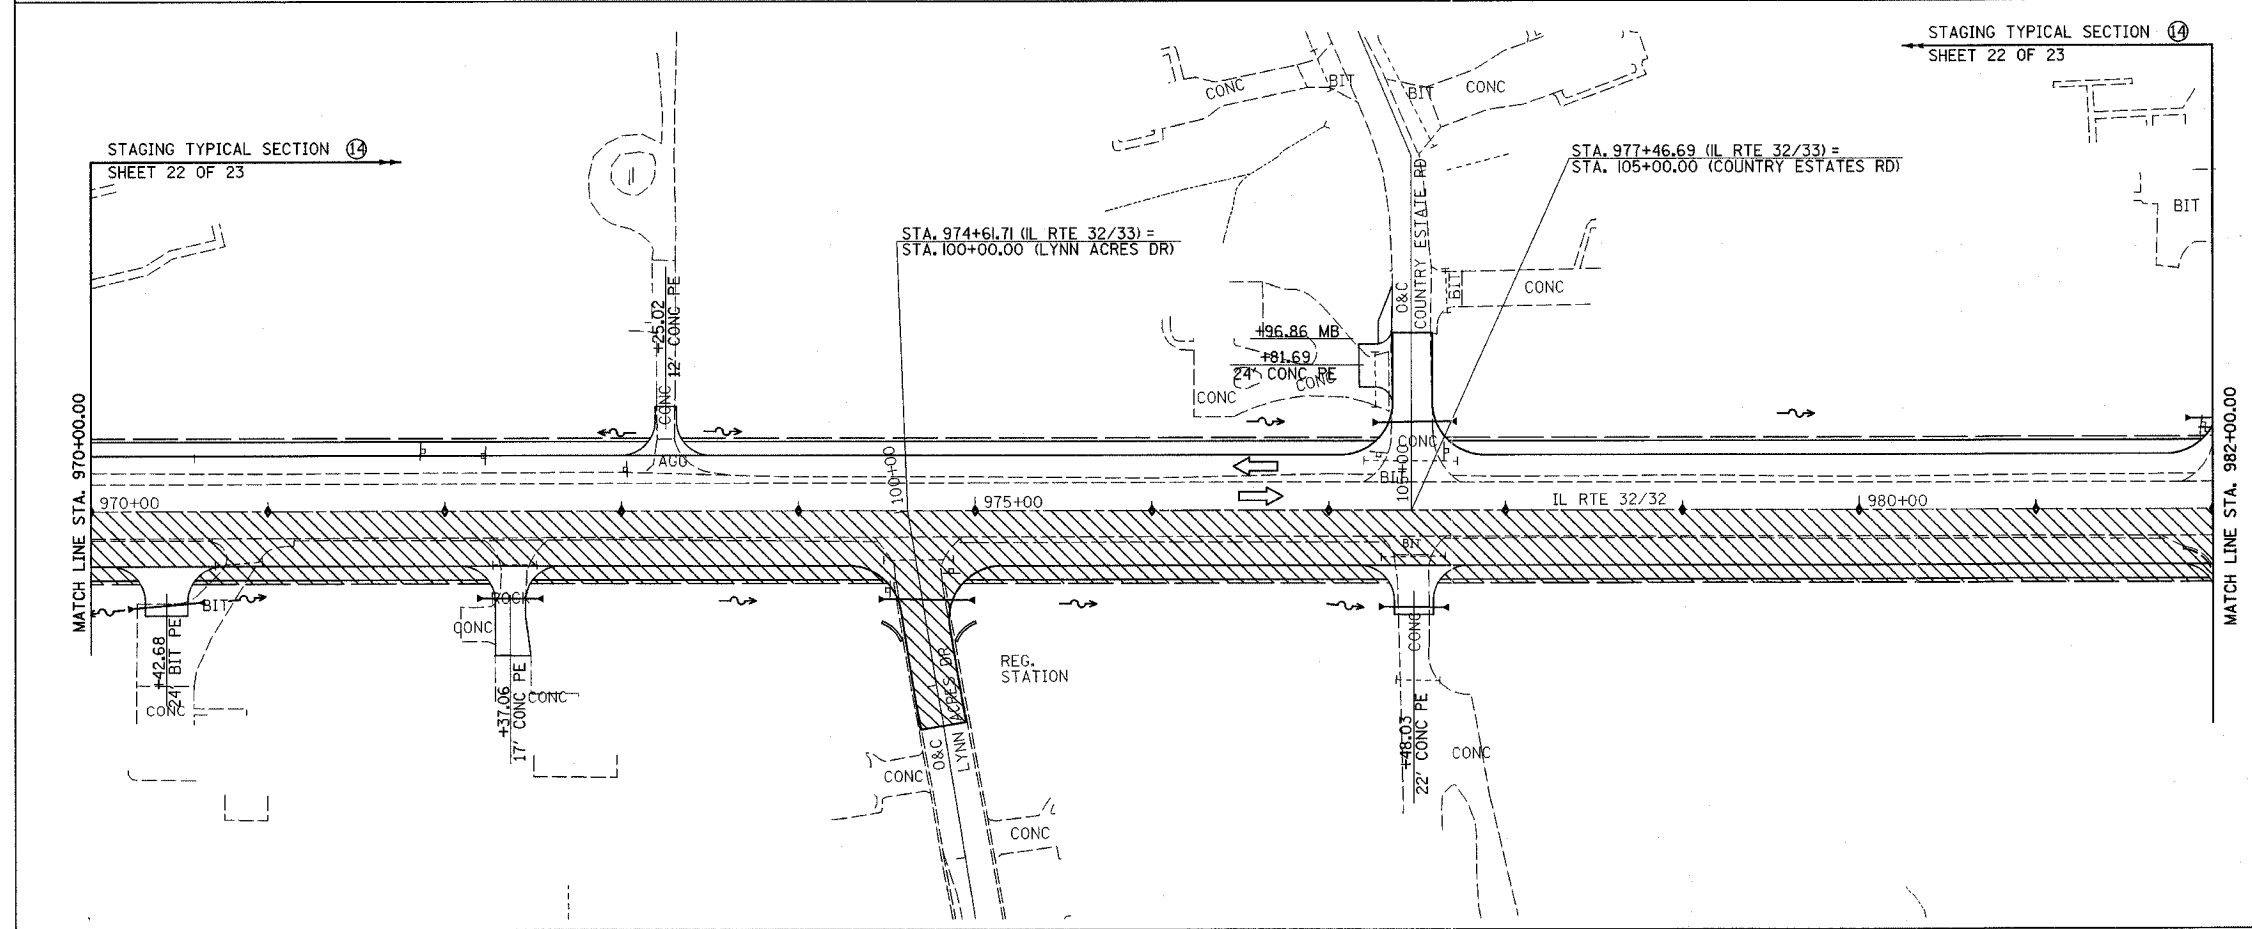 STAGING TYPICAL SECTION 14
SHEET 22 OF 23
STAGING TYPICAL SECTION 14
SHEET 22 OF 23
CONC
BIT
BIT
CONC
STA. 977+46.69 (IL RTE 32/33) =
STA. 105+00.00 (COUNTRY ESTATES RD)
BIT
STA. 974+61.71 (IL RTE 32/33) =
STA. 100+00.00 (LYNN ACRES DR)
+25.02
12' CONC PE
CONC
O&C
COUNTRY ESTATE RD
BIT
CONC
+96.86 MB
+81.69
24' CONC PE
CONC
CONC
CONC
AGG
BIT
100+00
105+00
MATCH LINE STA. 970+00.00
MATCH LINE STA. 982+00.00
970+00
975+00
IL RTE 32/32
980+00
BIT
BIT
ROCK
CONC
+42.68
24' BIT PE
CONC
+37.06
17' CONC PE
CONC
REG.
STATION
O&C
LYNN ACRES DR
CONC
CONC
CONC
+48.03
22' CONC PE
CONC